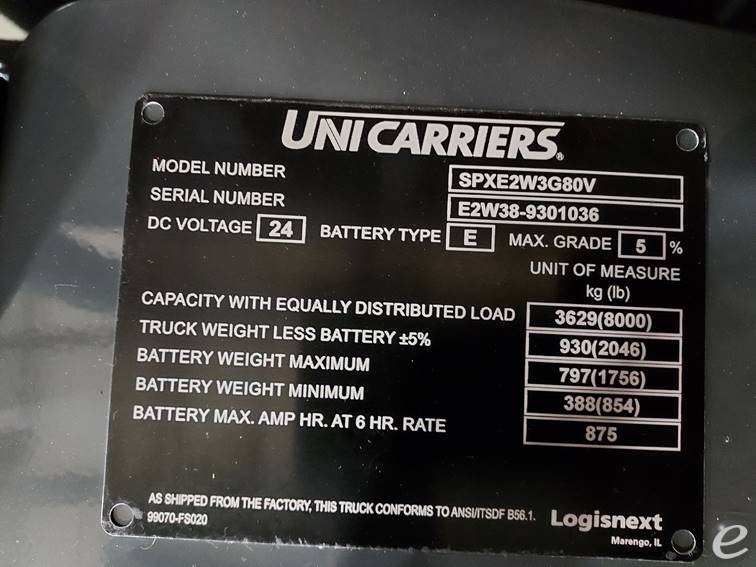 UNICARRIERS®
MODEL NUMBER SPXE2W3G80V
SERIAL NUMBER E2W38-9301036
DC VOLTAGE 24 BATTERY TYPE E MAX. GRADE 5 %
UNIT OF MEASURE
kg (lb)
CAPACITY WITH EQUALLY DISTRIBUTED LOAD 3629(8000)
TRUCK WEIGHT LESS BATTERY ±5% 930(2046)
BATTERY WEIGHT MAXIMUM 797(1756)
BATTERY WEIGHT MINIMUM 388(854)
BATTERY MAX. AMP HR. AT 6 HR. RATE 875
AS SHIPPED FROM THE FACTORY, THIS TRUCK CONFORMS TO ANSI/ITSDF B56.1.
99070-FS020
Logisnext
Marengo, IL
e